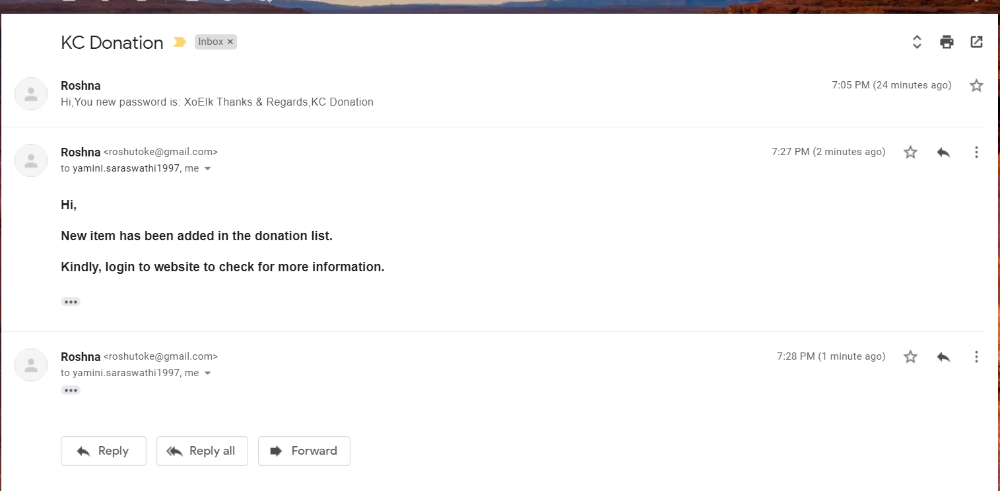 KC Donation Inbox ×
Roshna 7:05 PM (24 minutes ago)
Hi,You new password is: XoElk Thanks & Regards,KC Donation
Roshna <roshutoke@gmail.com> 7:27 PM (2 minutes ago)
to yamini.saraswathi1997, me
Hi,
New item has been added in the donation list.
Kindly, login to website to check for more information.
Roshna <roshutoke@gmail.com> 7:28 PM (1 minute ago)
to yamini.saraswathi1997, me
Reply Reply all Forward